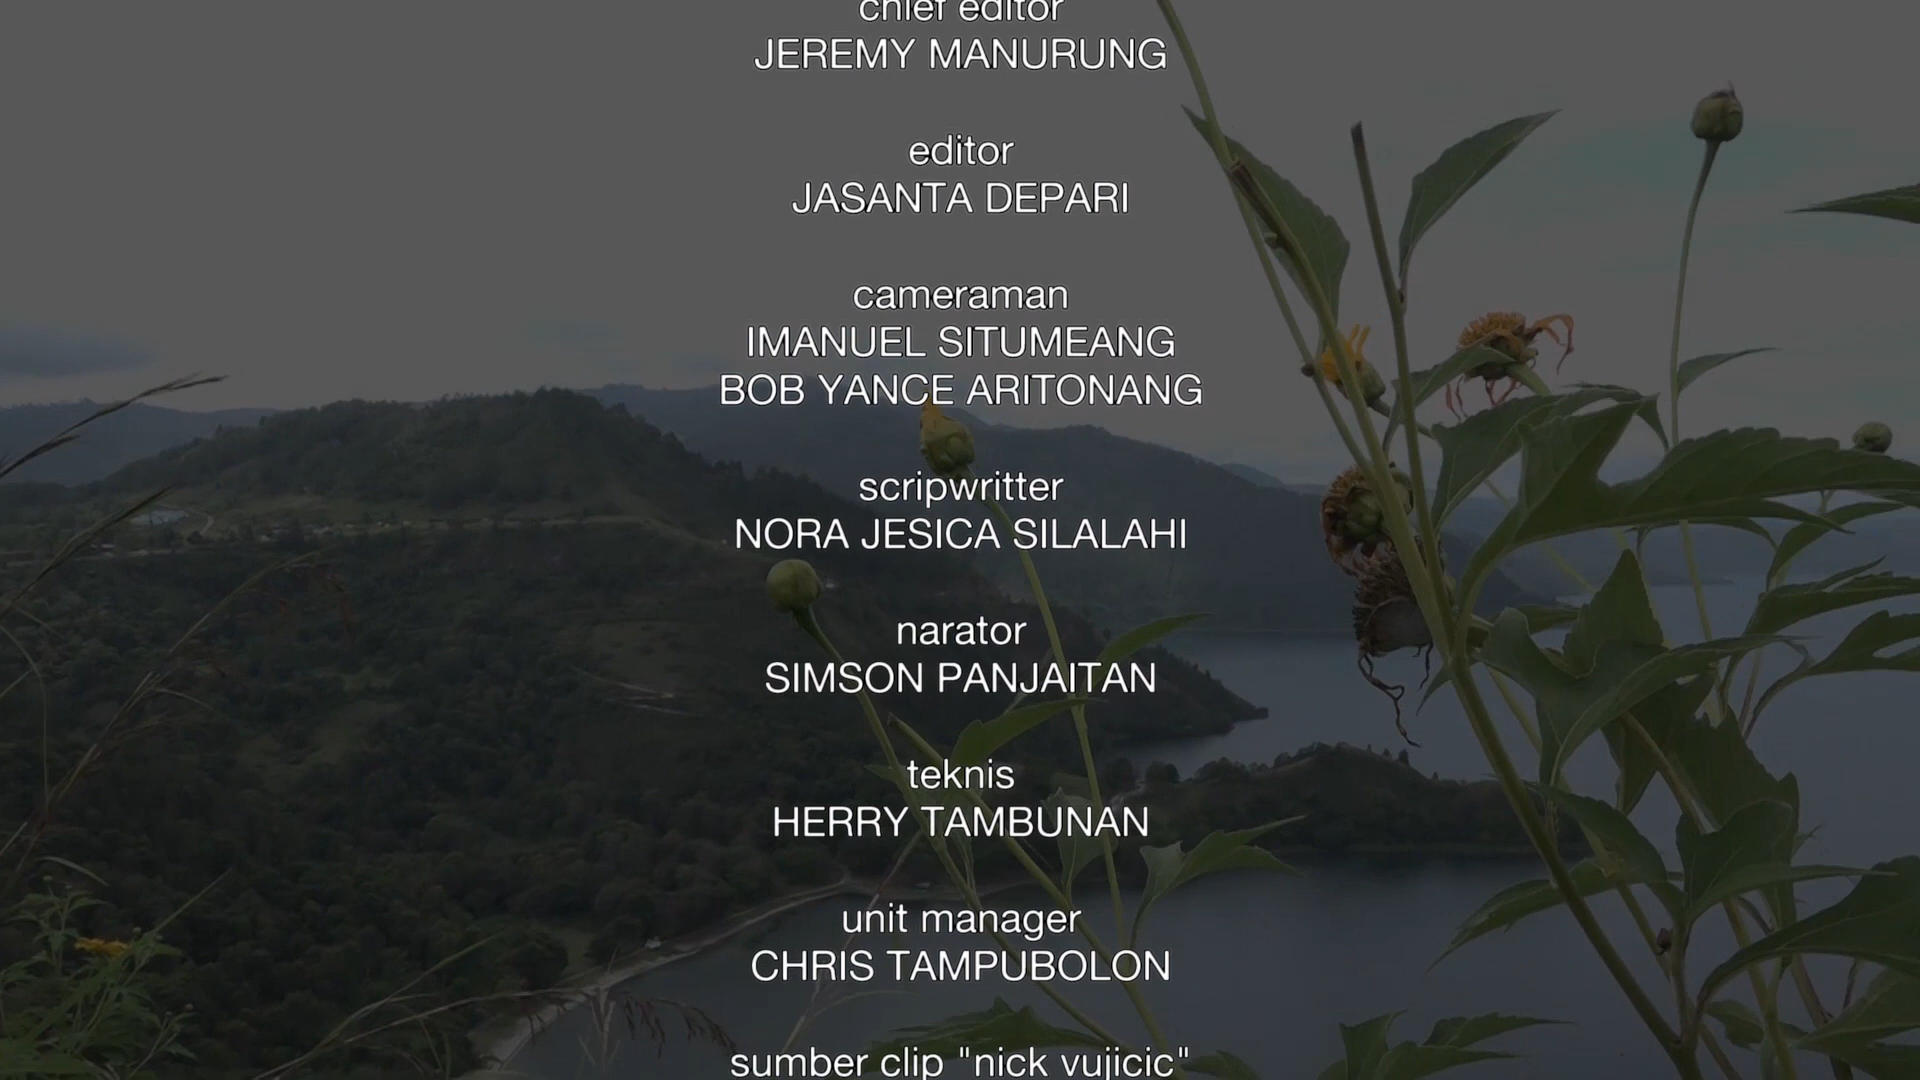 chief editor
JEREMY MANURUNG
editor
JASANTA DEPARI
cameraman
IMANUEL SITUMEANG
BOB YANCE ARITONANG
scripwritter
NORA JESICA SILALAHI
narator
SIMSON PANJAITAN
teknis
HERRY TAMBUNAN
unit manager
CHRIS TAMPUBOLON
sumber clip "nick vujicic"